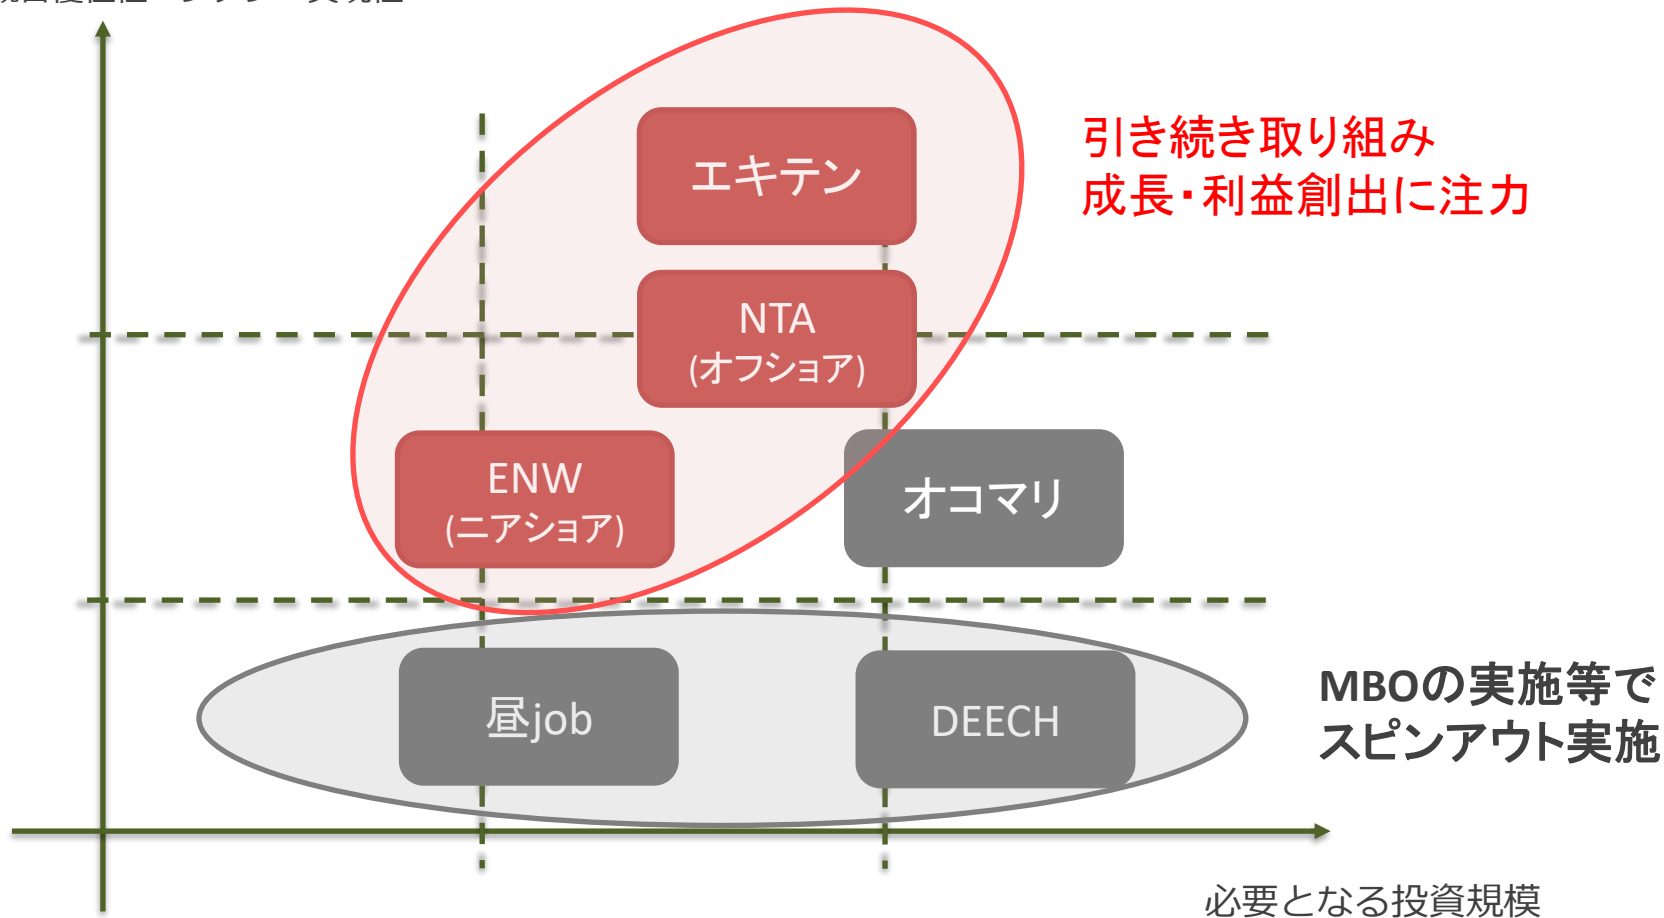 エキテン
引き続き取り組み
成長・利益創出に注力
NTA
(オフショア)
ENW
(ニアショア)
オコマリ
昼job
DEECH
MBOの実施等で
スピンアウト実施
必要となる投資規模